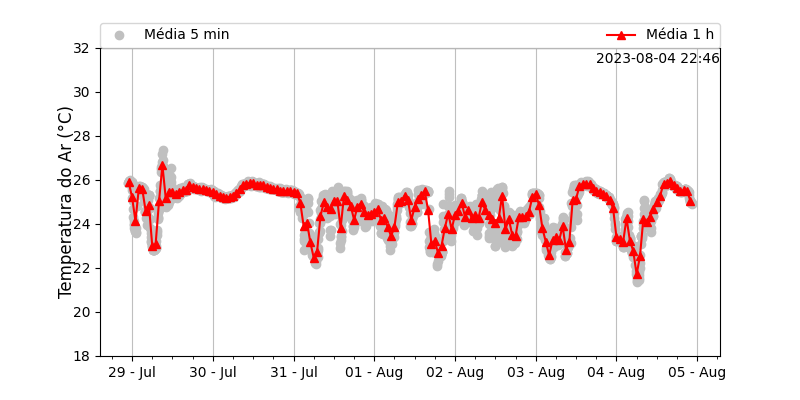 Média 5 min
Média 1 h
2023-08-04 22:46
Temperatura do Ar (°C)
32
30
28
26
24
22
20
18
29 - Jul
30 - Jul
31 - Jul
01 - Aug
02 - Aug
03 - Aug
04 - Aug
05 - Aug